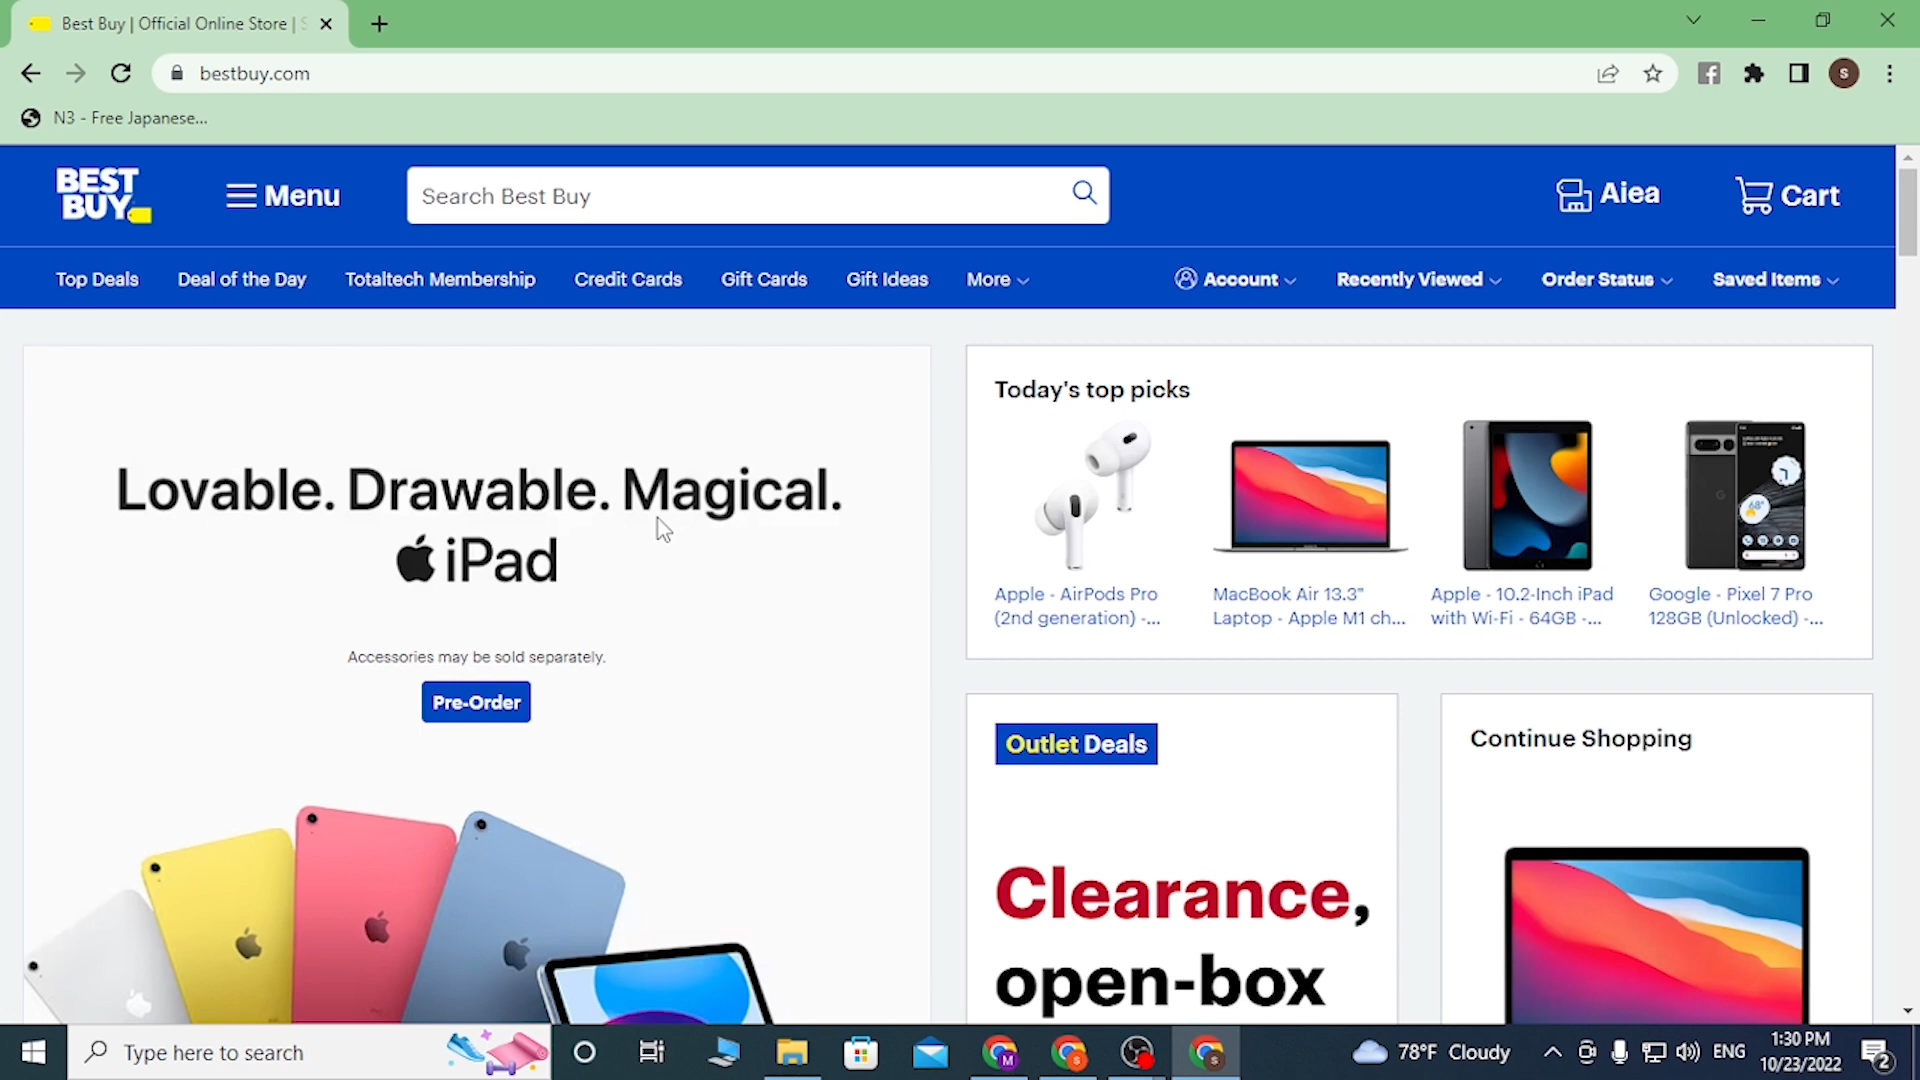 Best Buy | Official Online Store | S
bestbuy.com
S
N3 - Free Japanese...
BEST BUY
Menu
Search Best Buy
Aiea
Cart
Top Deals
Deal of the Day
Totaltech Membership
Credit Cards
Gift Cards
Gift Ideas
More
Account
Recently Viewed
Order Status
Saved Items
Lovable. Drawable. Magical.
iPad
Accessories may be sold separately.
Pre-Order
Today's top picks
Apple - AirPods Pro
(2nd generation) -...
MacBook Air 13.3"
Laptop - Apple M1 ch...
Apple - 10.2-Inch iPad
with Wi-Fi - 64GB -...
Google - Pixel 7 Pro
128GB (Unlocked) -...
Outlet Deals
Clearance,
open-box
Continue Shopping
Type here to search
M
S
S
78°F Cloudy
ENG
1:30 PM
10/23/2022
2